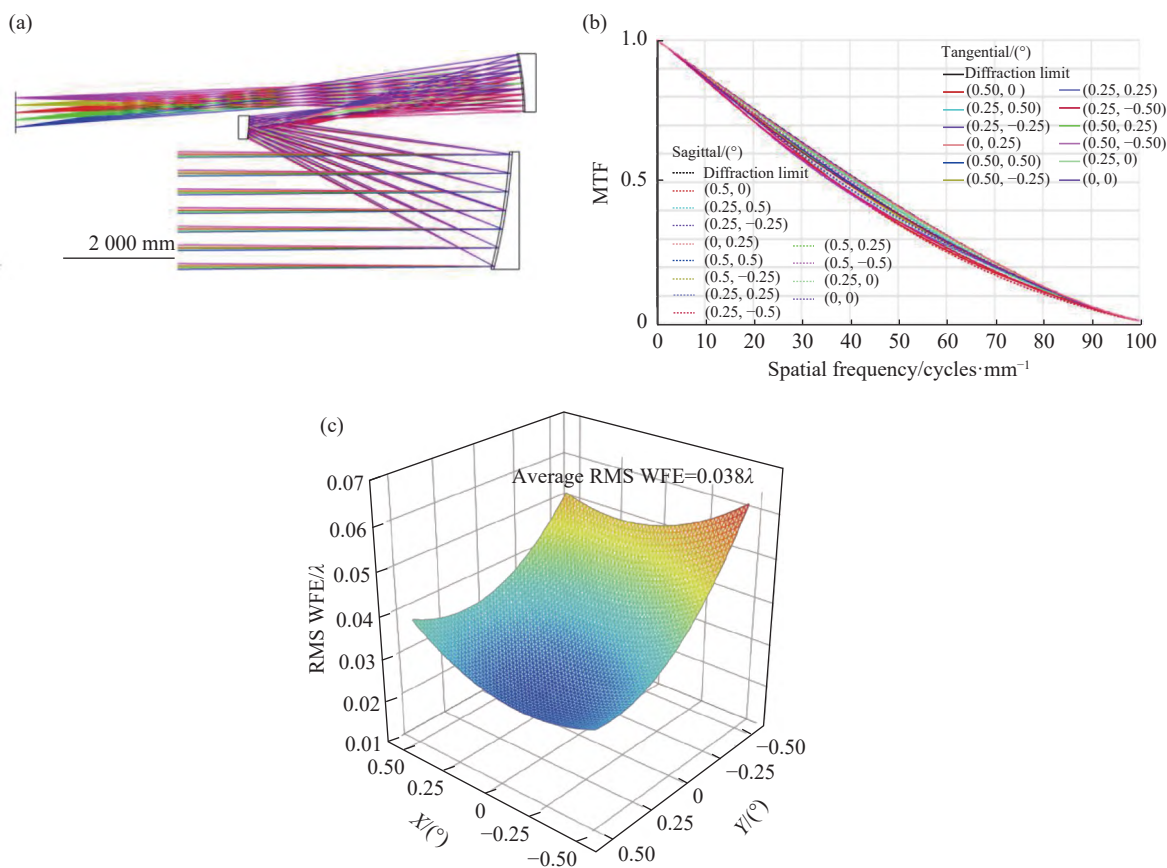 (a)
2 000 mm
(b)
MTF
1.0
0.5
0
Tangential/(°)
Diffraction limit
(0.50, 0 )
(0.25, 0.50)
(0.25, −0.25)
(0, 0.25)
(0.50, 0.50)
(0.50, −0.25)
(0.25, 0.25)
(0.25, −0.50)
(0.50, 0.25)
(0.50, −0.50)
(0.25, 0)
(0, 0)
Sagittal/(°)
Diffraction limit
(0.5, 0)
(0.25, 0.5)
(0.25, −0.25)
(0, 0.25)
(0.5, 0.5)
(0.5, −0.25)
(0.25, 0.25)
(0.25, −0.5)
(0.5, 0.25)
(0.5, −0.5)
(0.25, 0)
(0, 0)
0 10 20 30 40 50 60 70 80 90 100
Spatial frequency/cycles·mm⁻¹
(c)
Average RMS WFE=0.038λ
RMS WFE/λ
0.07
0.06
0.05
0.04
0.03
0.02
0.01
0.50
0.25
0
−0.25
−0.50
X/(°)
−0.50
−0.25
0
0.25
0.50
Y/(°)